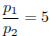 p₁/p₂ = 5